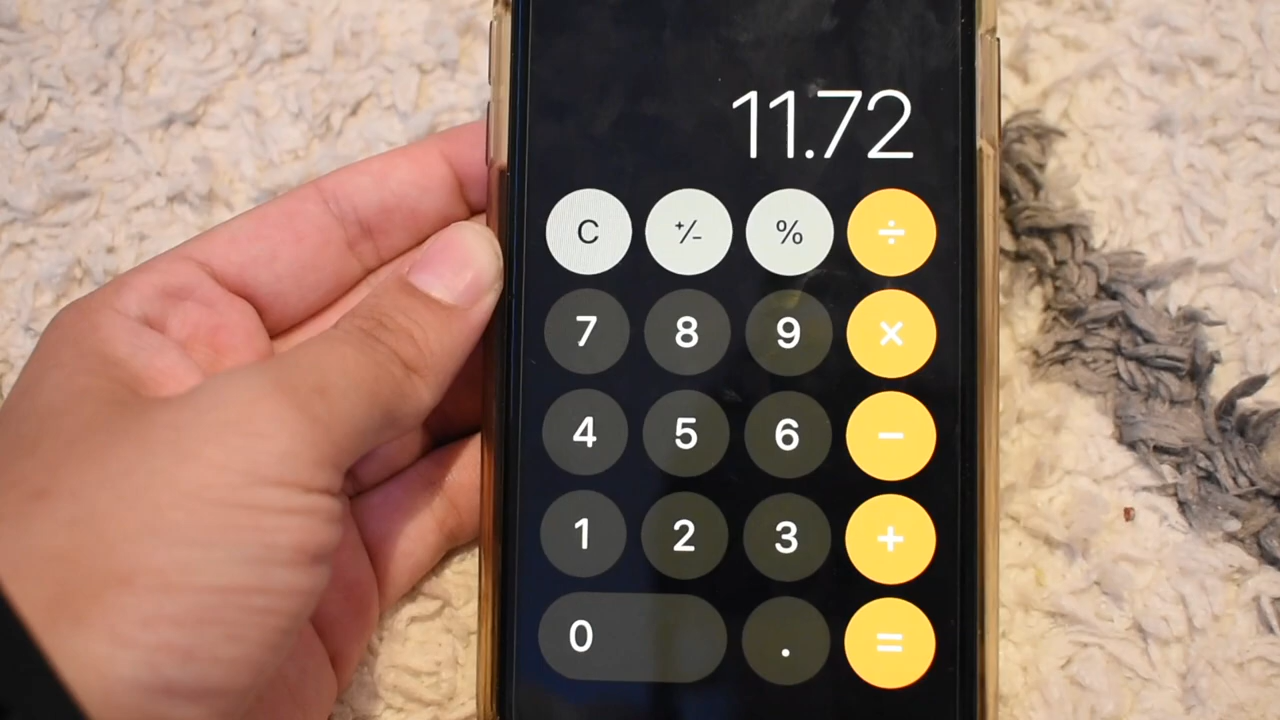 11.72
C +/- % ÷
7 8 9 ×
4 5 6 −
1 2 3 +
0 . =